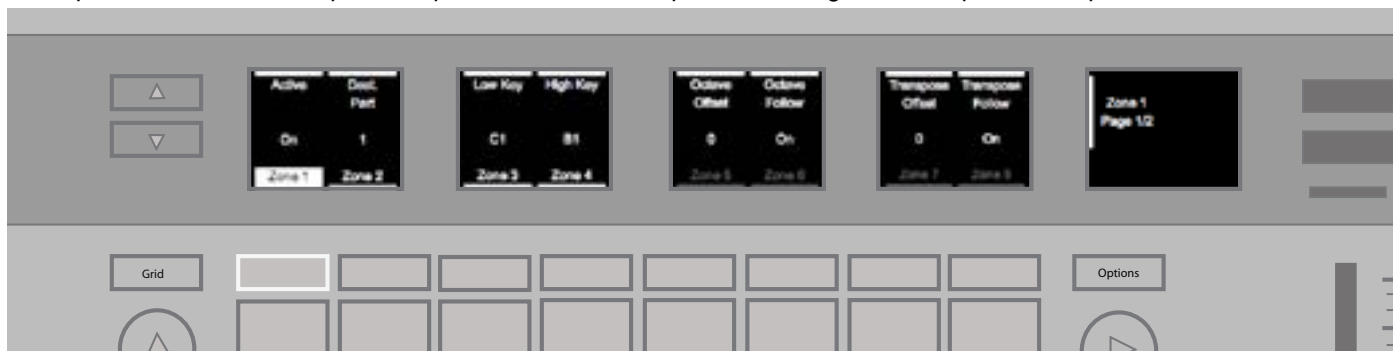 Active Dest. Part
On 1
Zone 1 Zone 2
Low Key High Key
C1 B1
Zone 3 Zone 4
Octave Offset Octave Follow
0 On
Zone 5 Zone 6
Transpose Offset Transpose Follow
0 On
Zone 7 Zone 8
Zone 1
Page 1/2
Grid
Options